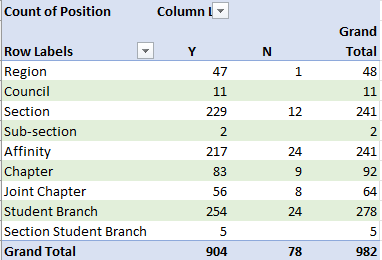 Count of Position Column L
Grand
Row Labels Y N Total
Region 47 1 48
Council 11 11
Section 229 12 241
Sub-section 2 2
Affinity 217 24 241
Chapter 83 9 92
Joint Chapter 56 8 64
Student Branch 254 24 278
Section Student Branch 5 5
Grand Total 904 78 982